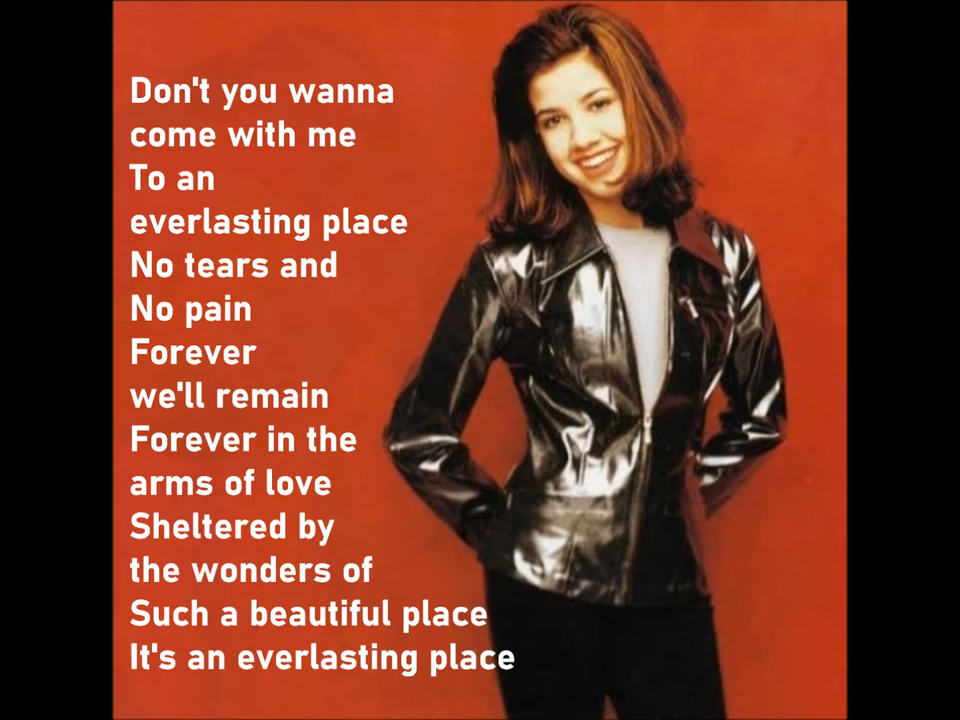 Don't you wanna
come with me
To an
everlasting place
No tears and
No pain
Forever
we'll remain
Forever in the
arms of love
Sheltered by
the wonders of
Such a beautiful place
It's an everlasting place